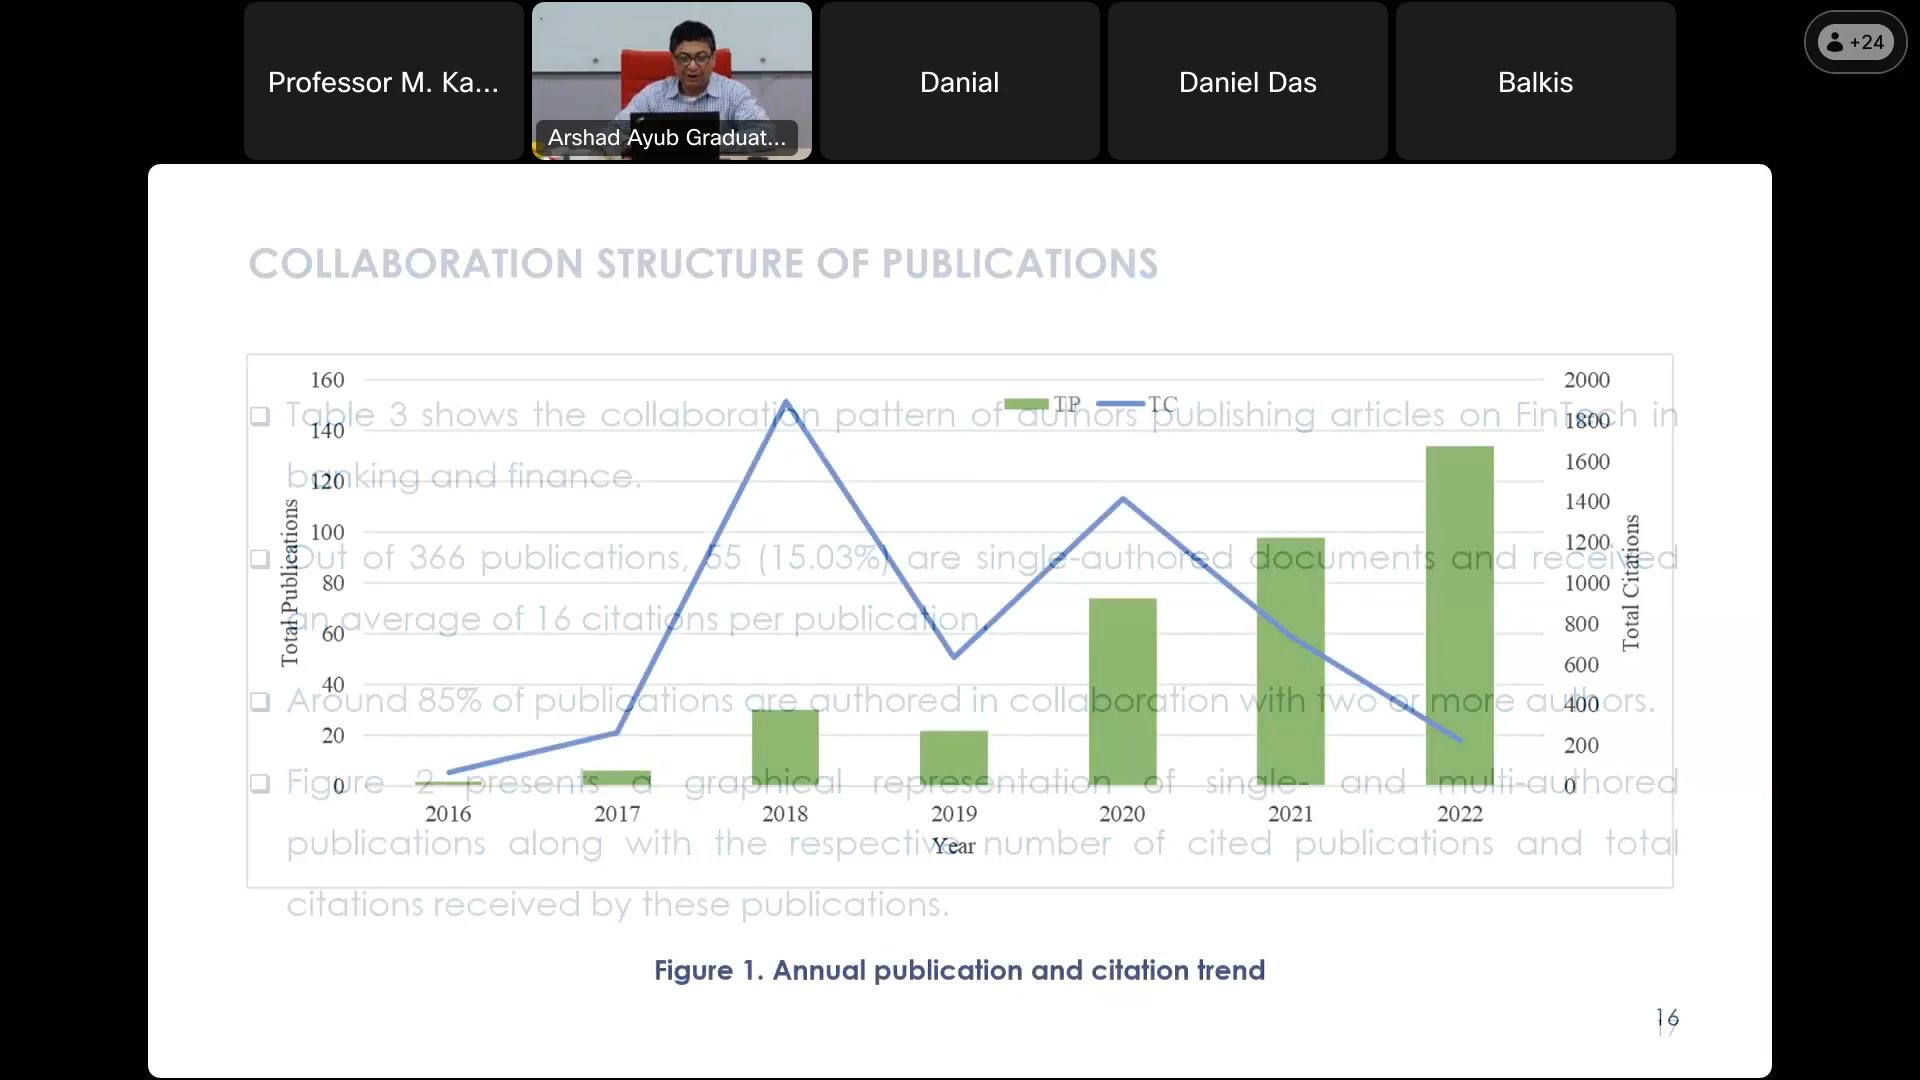 Professor M. Ka...
Arshad Ayub Graduat...
Danial
Daniel Das
Balkis
+24
COLLABORATION STRUCTURE OF PUBLICATIONS
❑ Table 3 shows the collaboration pattern of authors publishing articles on FinTech in
banking and finance.
❑ Out of 366 publications, 55 (15.03%) are single-authored documents and received
an average of 16 citations per publication.
❑ Around 85% of publications are authored in collaboration with two or more authors.
❑ Figure 2 presents a graphical representation of single- and multi-authored
publications along with the respective number of cited publications and total
citations received by these publications.
TP TC
Total Publications
160
140
120
100
80
60
40
20
0
2000
1800
1600
1400
1200
1000
800
600
400
200
0
Total Citations
2016 2017 2018 2019 2020 2021 2022
Year
Figure 1. Annual publication and citation trend
16
17